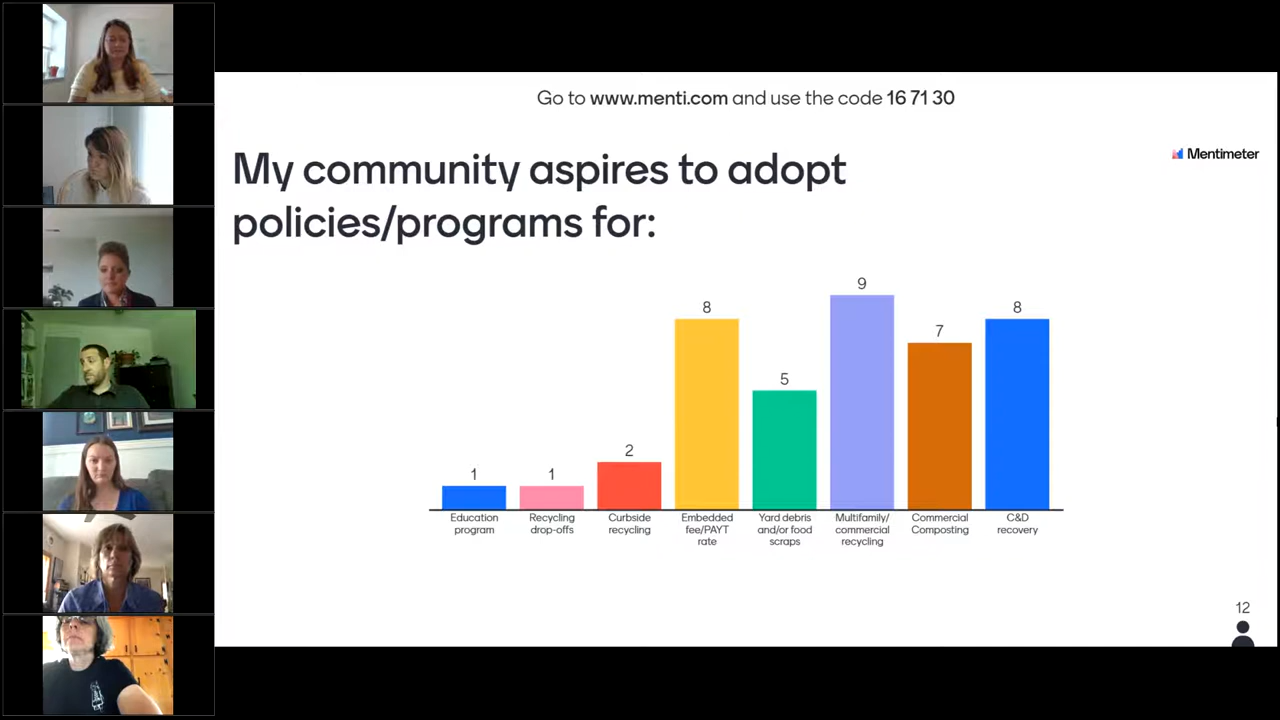 Go to www.menti.com and use the code 16 71 30
Mentimeter
My community aspires to adopt
policies/programs for:
1
1
2
8
5
9
7
8
Education
program
Recycling
drop-offs
Curbside
recycling
Embedded
fee/PAYT
rate
Yard debris
and/or food
scraps
Multifamily/
commercial
recycling
Commercial
Composting
C&D
recovery
12